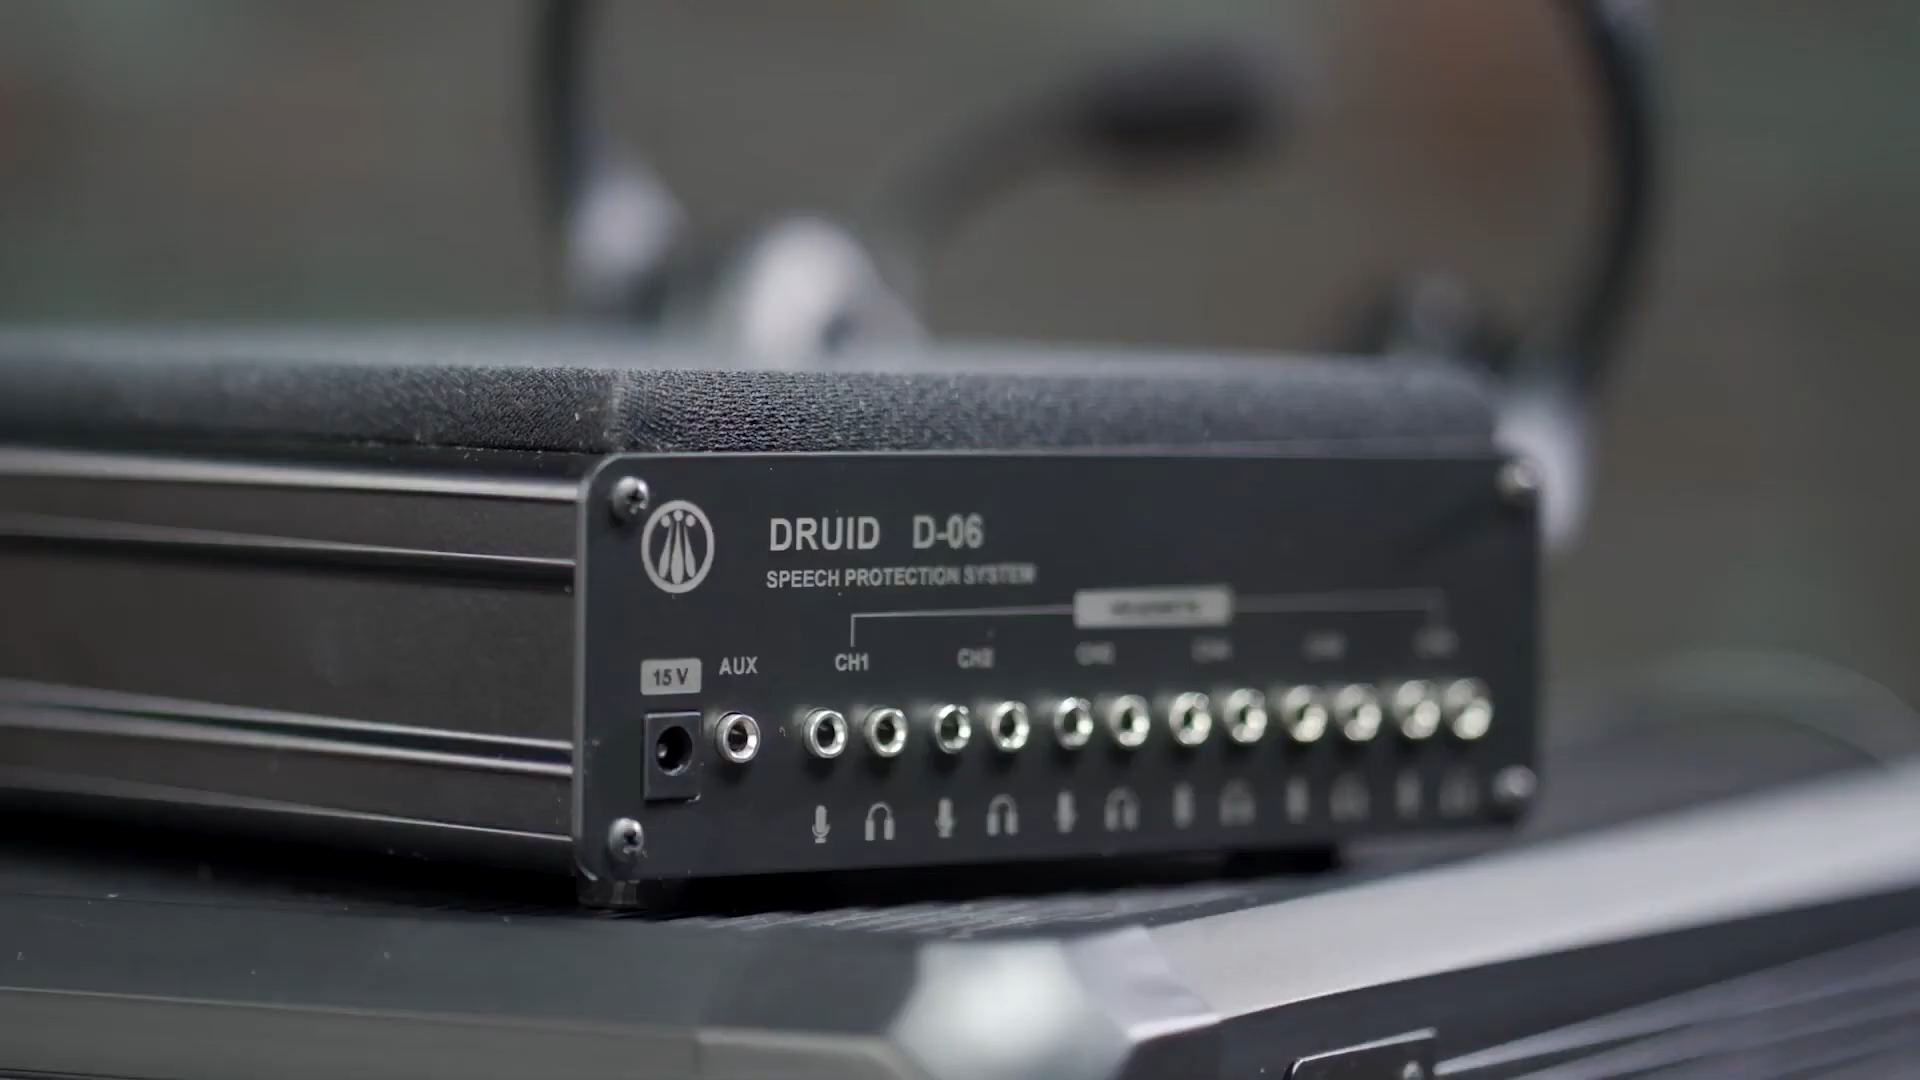 DRUID D-06
SPEECH PROTECTION SYSTEM
15 V
AUX
CH1
CH2